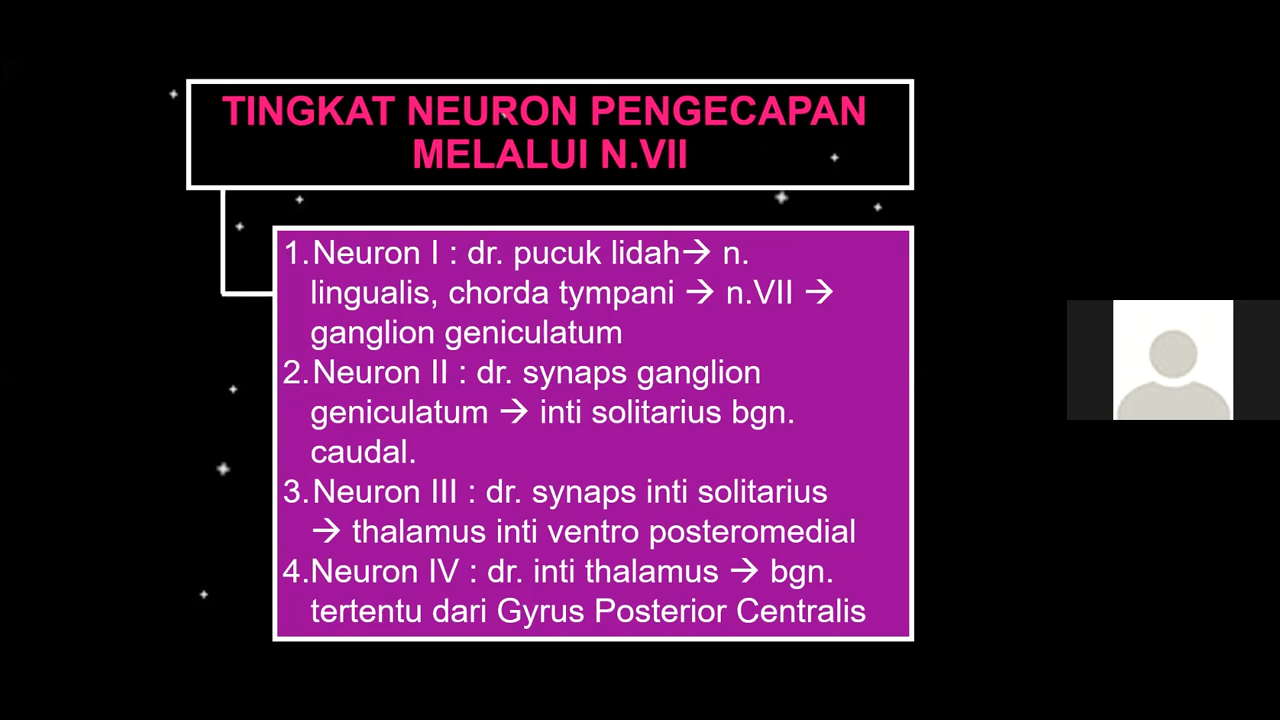 TINGKAT NEURON PENGECAPAN
MELALUI N.VII
1.Neuron I : dr. pucuk lidah→ n.
lingualis, chorda tympani → n.VII →
ganglion geniculatum
2.Neuron II : dr. synaps ganglion
geniculatum → inti solitarius bgn.
caudal.
3.Neuron III : dr. synaps inti solitarius
→ thalamus inti ventro posteromedial
4.Neuron IV : dr. inti thalamus → bgn.
tertentu dari Gyrus Posterior Centralis